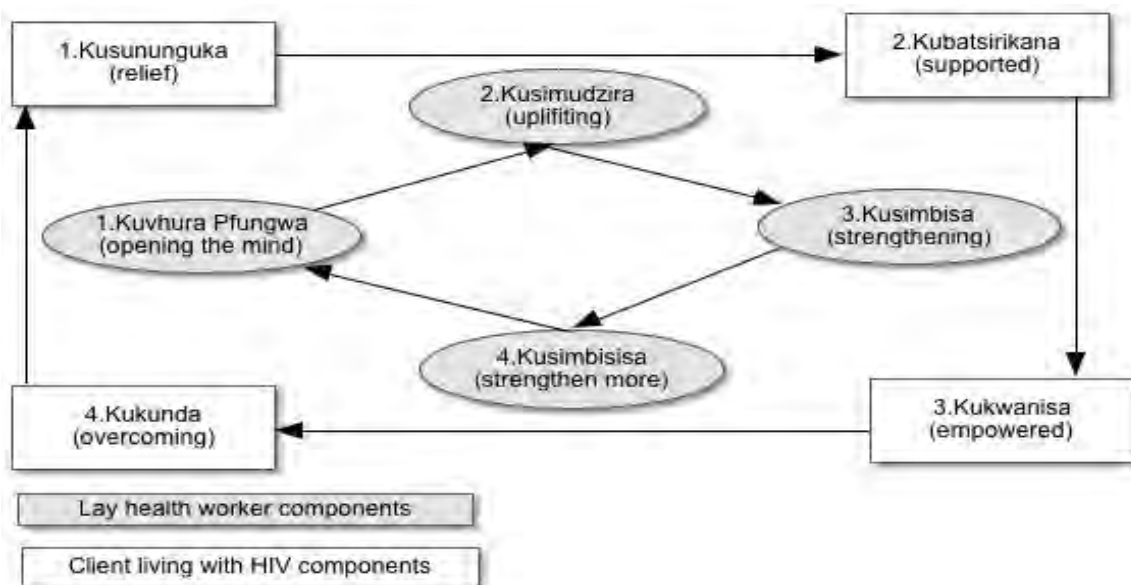 1.Kusununguka
(relief)
2.Kubatsirikana
(supported)
2.Kusimudzira
(uplifiting)
1.Kuvhura Pfungwa
(opening the mind)
3.Kusimbisa
(strengthening)
4.Kusimbisisa
(strengthen more)
4.Kukunda
(overcoming)
3.Kukwanisa
(empowered)
Lay health worker components
Client living with HIV components